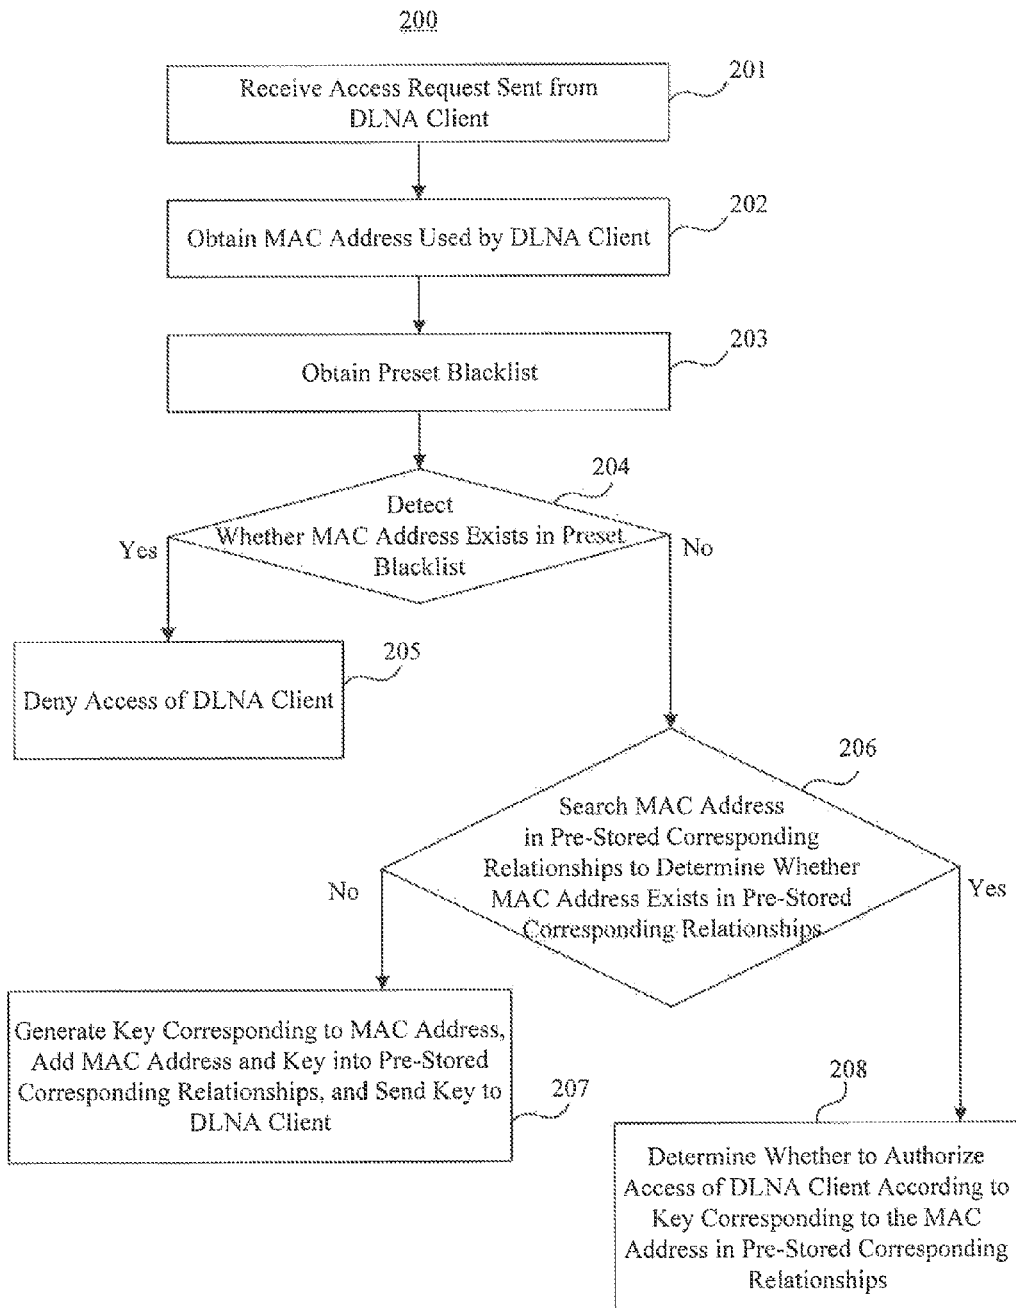 200
201
Receive Access Request Sent from
DLNA Client
202
Obtain MAC Address Used by DLNA Client
203
Obtain Preset Blacklist
204
Detect
Whether MAC Address Exists in Preset
Blacklist
Yes
No
205
Deny Access of DLNA Client
206
Search MAC Address
in Pre-Stored Corresponding
Relationships to Determine Whether
MAC Address Exists in Pre-Stored
Corresponding Relationships
No
Yes
Generate Key Corresponding to MAC Address,
Add MAC Address and Key into Pre-Stored
Corresponding Relationships, and Send Key to
DLNA Client
207
208
Determine Whether to Authorize
Access of DLNA Client According to
Key Corresponding to the MAC
Address in Pre-Stored Corresponding
Relationships